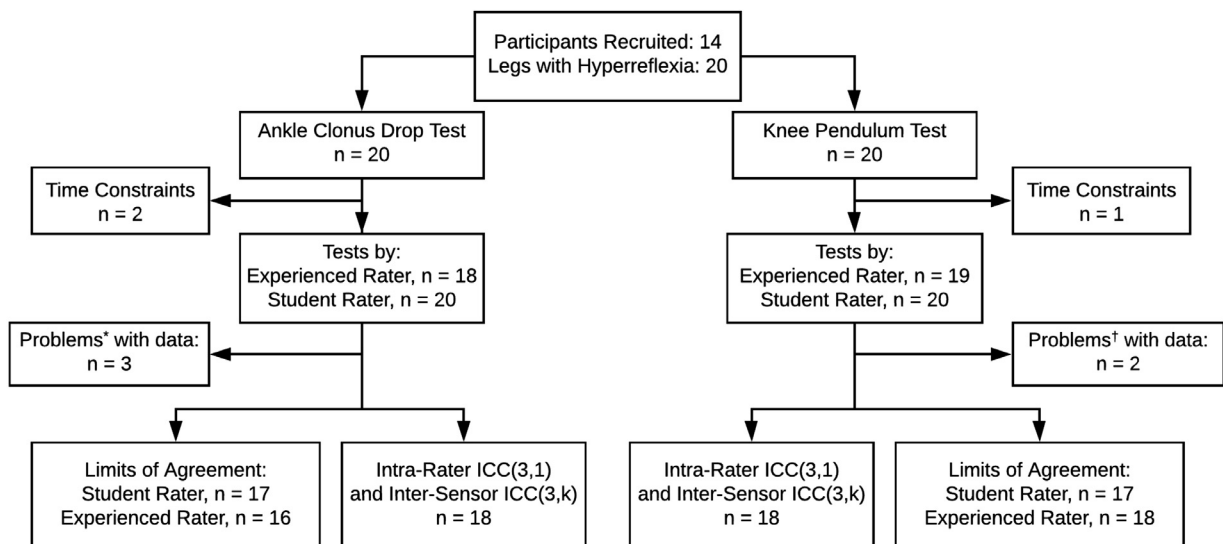 Participants Recruited: 14
Legs with Hyperreflexia: 20
Ankle Clonus Drop Test
n = 20
Knee Pendulum Test
n = 20
Time Constraints
n = 2
Time Constraints
n = 1
Tests by:
Experienced Rater, n = 18
Student Rater, n = 20
Tests by:
Experienced Rater, n = 19
Student Rater, n = 20
Problems* with data:
n = 3
Problems† with data:
n = 2
Limits of Agreement:
Student Rater, n = 17
Experienced Rater, n = 16
Intra-Rater ICC(3,1)
and Inter-Sensor ICC(3,k)
n = 18
Intra-Rater ICC(3,1)
and Inter-Sensor ICC(3,k)
n = 18
Limits of Agreement:
Student Rater, n = 17
Experienced Rater, n = 18